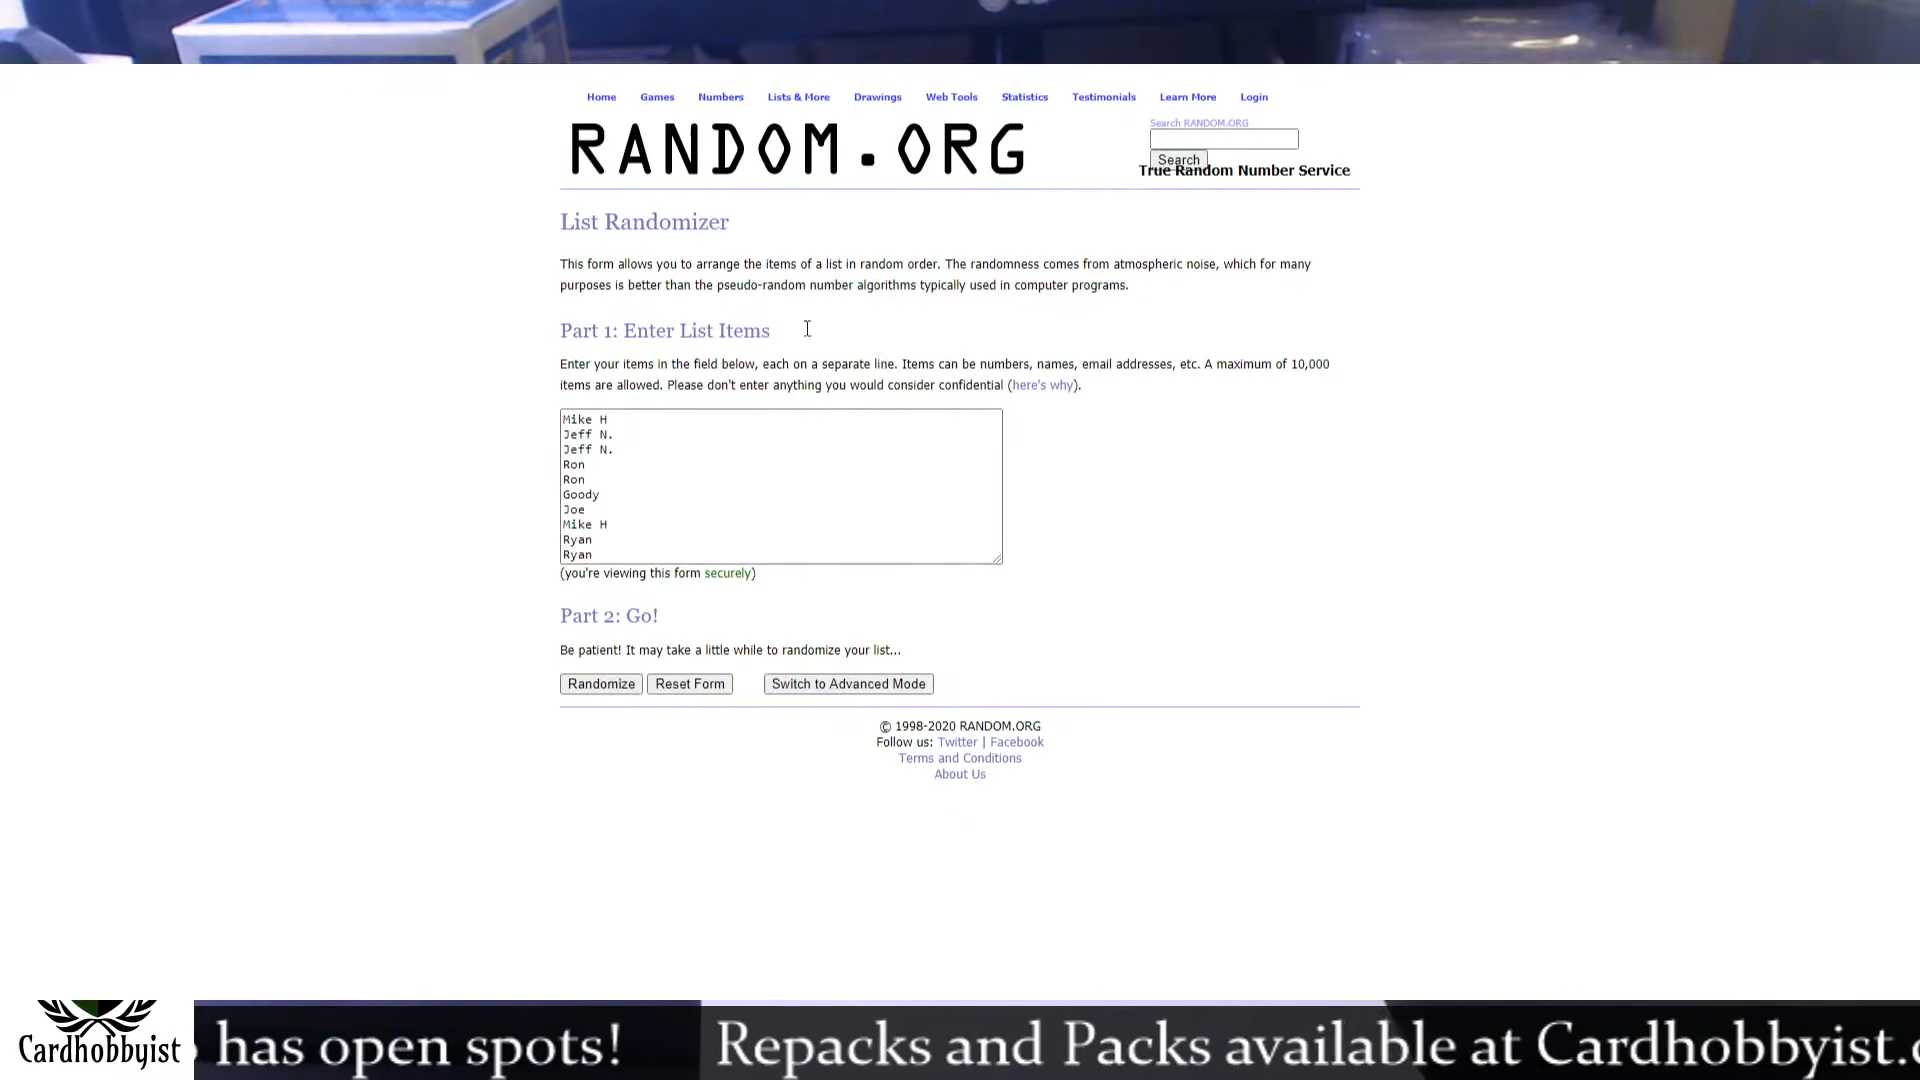 Home Games Numbers Lists & More Drawings Web Tools Statistics Testimonials Learn More Login
RANDOM.ORG
Search RANDOM.ORG
Search
True Random Number Service
List Randomizer
This form allows you to arrange the items of a list in random order. The randomness comes from atmospheric noise, which for many
purposes is better than the pseudo-random number algorithms typically used in computer programs.
Part 1: Enter List Items
Enter your items in the field below, each on a separate line. Items can be numbers, names, email addresses, etc. A maximum of 10,000
items are allowed. Please don't enter anything you would consider confidential (here's why).
Mike H
Jeff N.
Jeff N.
Ron
Ron
Goody
Joe
Mike H
Ryan
Ryan
(you're viewing this form securely)
Part 2: Go!
Be patient! It may take a little while to randomize your list...
Randomize Reset Form Switch to Advanced Mode
© 1998-2020 RANDOM.ORG
Follow us: Twitter | Facebook
Terms and Conditions
About Us
Cardhobbyist
has open spots! Repacks and Packs available at Cardhobbyist.